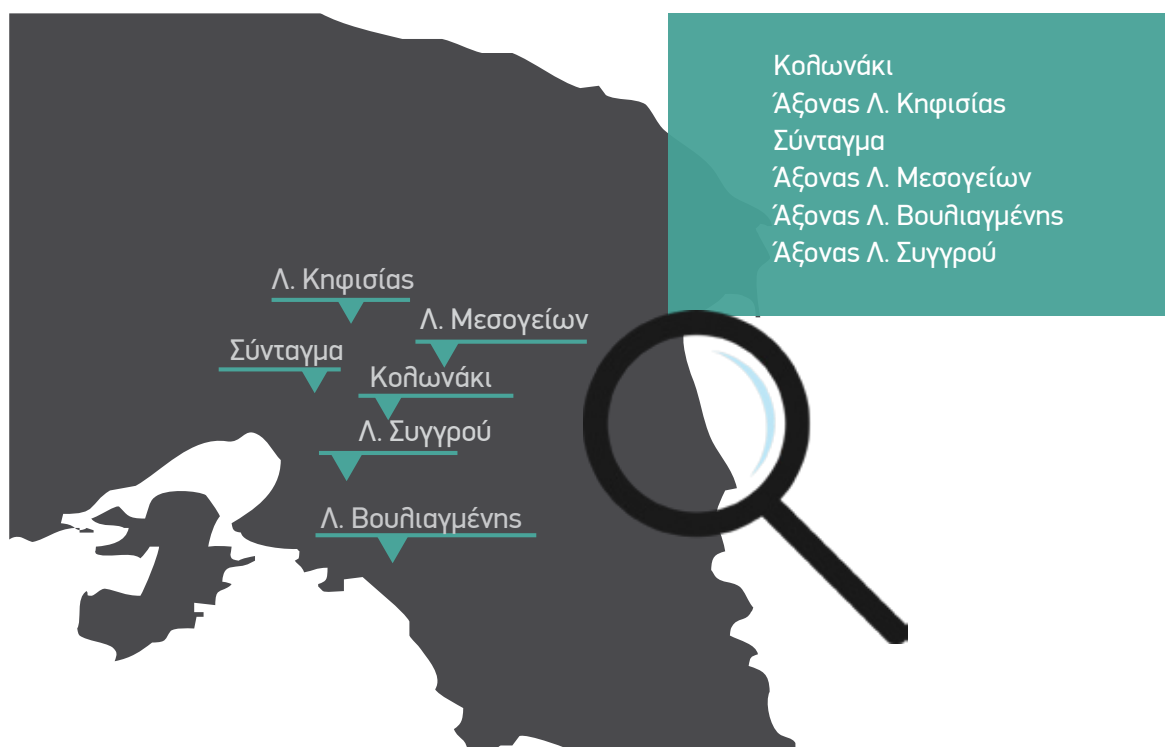 Κολωνάκι
Άξονας Λ. Κηφισίας
Σύνταγμα
Άξονας Λ. Μεσογείων
Άξονας Λ. Βουλιαγμένης
Άξονας Λ. Συγγρού
Λ. Κηφισίας
Λ. Μεσογείων
Σύνταγμα
Κολωνάκι
Λ. Συγγρού
Λ. Βουλιαγμένης